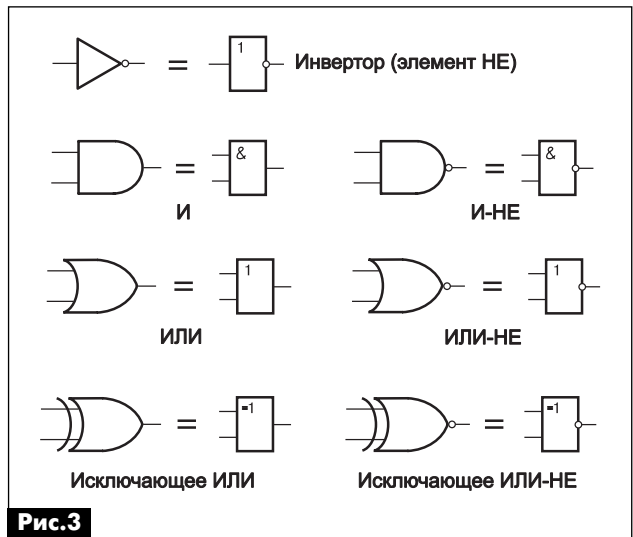 = 1 Инвертор (элемент НЕ)
= & = &
И И-НЕ
= 1 = 1
ИЛИ ИЛИ-НЕ
= =1 = =1
Исключающее ИЛИ Исключающее ИЛИ-НЕ
Рис.3